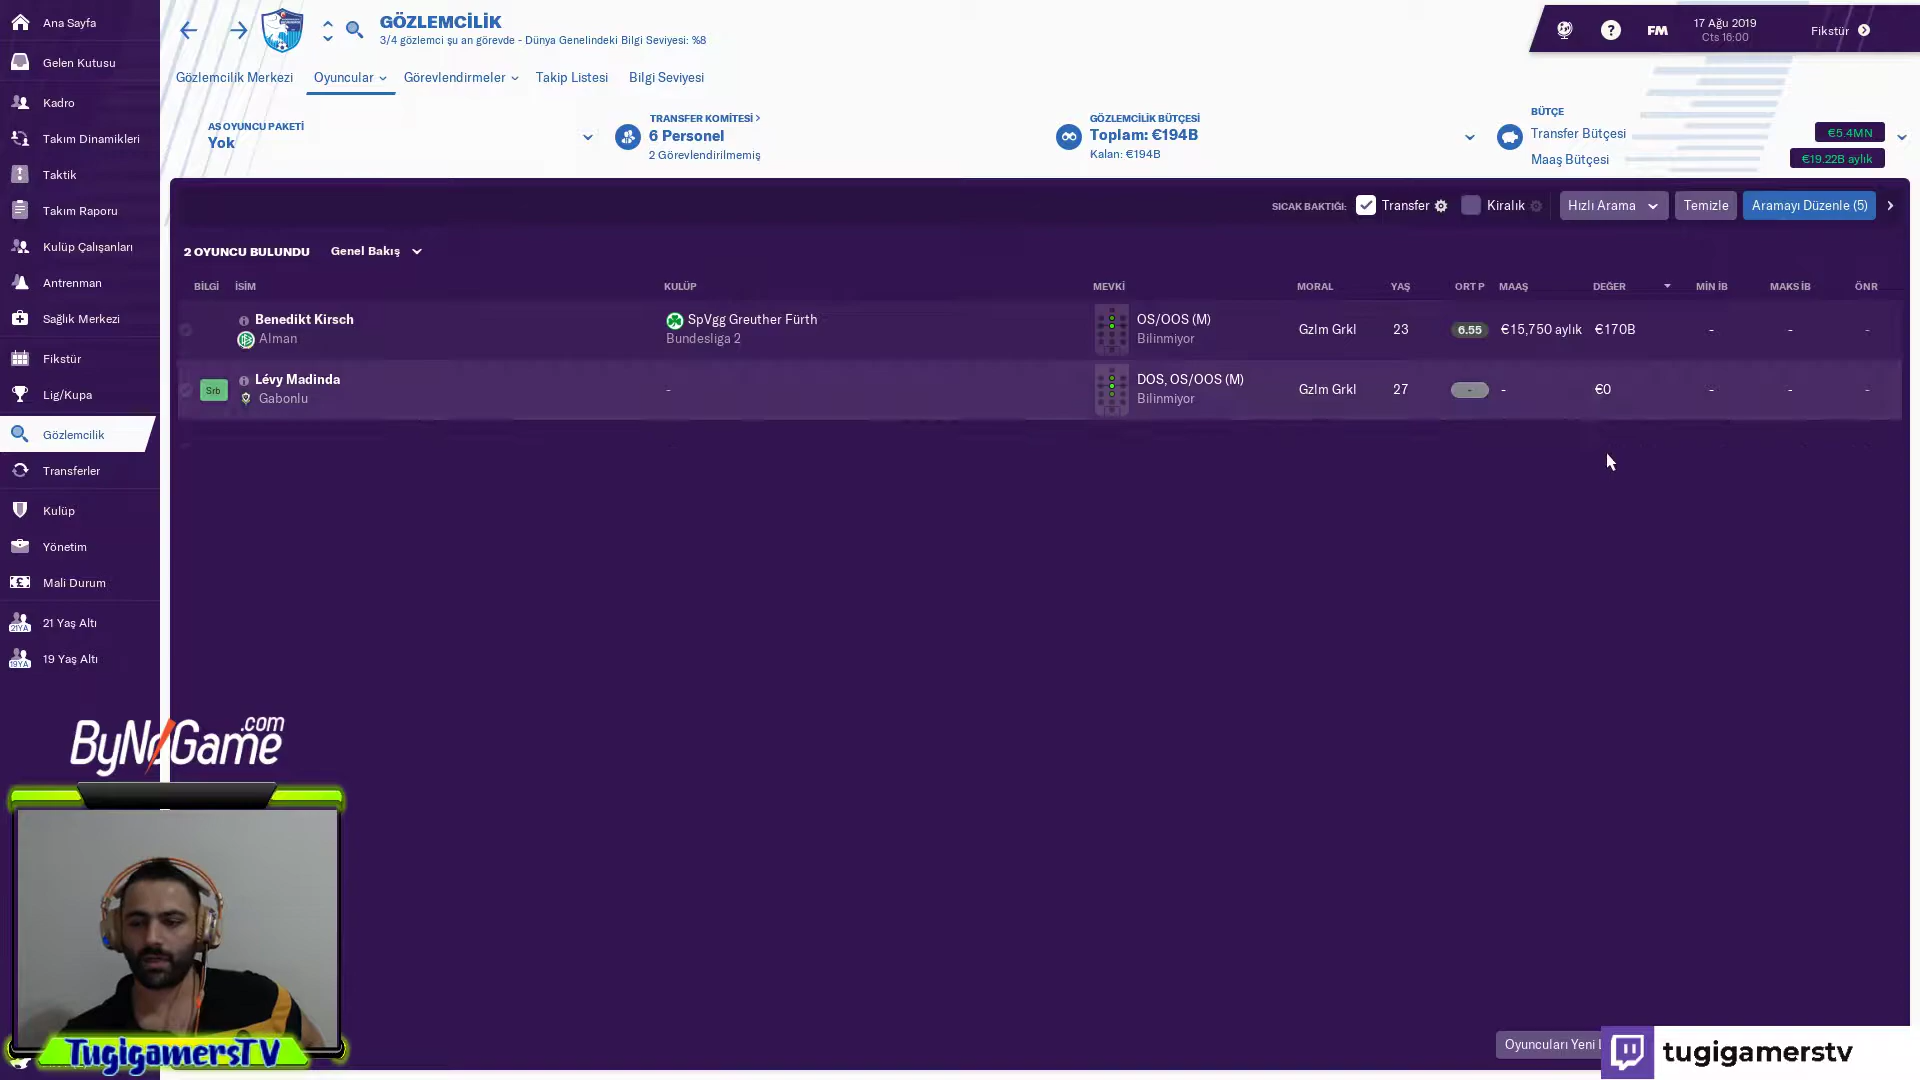 Ana Sayfa
Gelen Kutusu
Kadro
Takım Dinamikleri
Taktik
Takım Raporu
Kulüp Çalışanları
Antrenman
Sağlık Merkezi
Fikstür
Lig/Kupa
Gözlemcilik
Transferler
Kulüp
Yönetim
Mali Durum
21YA 21 Yaş Altı
19YA 19 Yaş Altı
GÖZLEMCİLİK
3/4 gözlemci şu an görevde - Dünya Genelindeki Bilgi Seviyesi: %8
FM
17 Ağu 2019
Cts 16:00
Fikstür
Gözlemcilik Merkezi Oyuncular Görevlendirmeler Takip Listesi Bilgi Seviyesi
AS OYUNCU PAKETİ
Yok
TRANSFER KOMİTESİ >
6 Personel
2 Görevlendirilmemiş
GÖZLEMCİLİK BÜTÇESİ
Toplam: €194B
Kalan: €194B
BÜTÇE
Transfer Bütçesi €5.4MN
Maaş Bütçesi €19.22B aylık
SICAK BAKTIĞI: Transfer Kiralık Hızlı Arama Temizle Aramayı Düzenle (5)
2 OYUNCU BULUNDU Genel Bakış
BİLGİ İSİM KULÜP MEVKİ MORAL YAŞ ORT P MAAŞ DEĞER MİN İB MAKS İB ÖNR
Benedikt Kirsch SpVgg Greuther Fürth OS/OOS (M) Gzlm Grkl 23 6.55 €15,750 aylık €170B - - -
Alman Bundesliga 2 Bilinmiyor
Srb Lévy Madinda - DOS, OS/OOS (M) Gzlm Grkl 27 - - €0 - - -
Gabonlu Bilinmiyor
ByNoGame.com
TugigamersTV
Oyuncuları Yeni
tugigamerstv